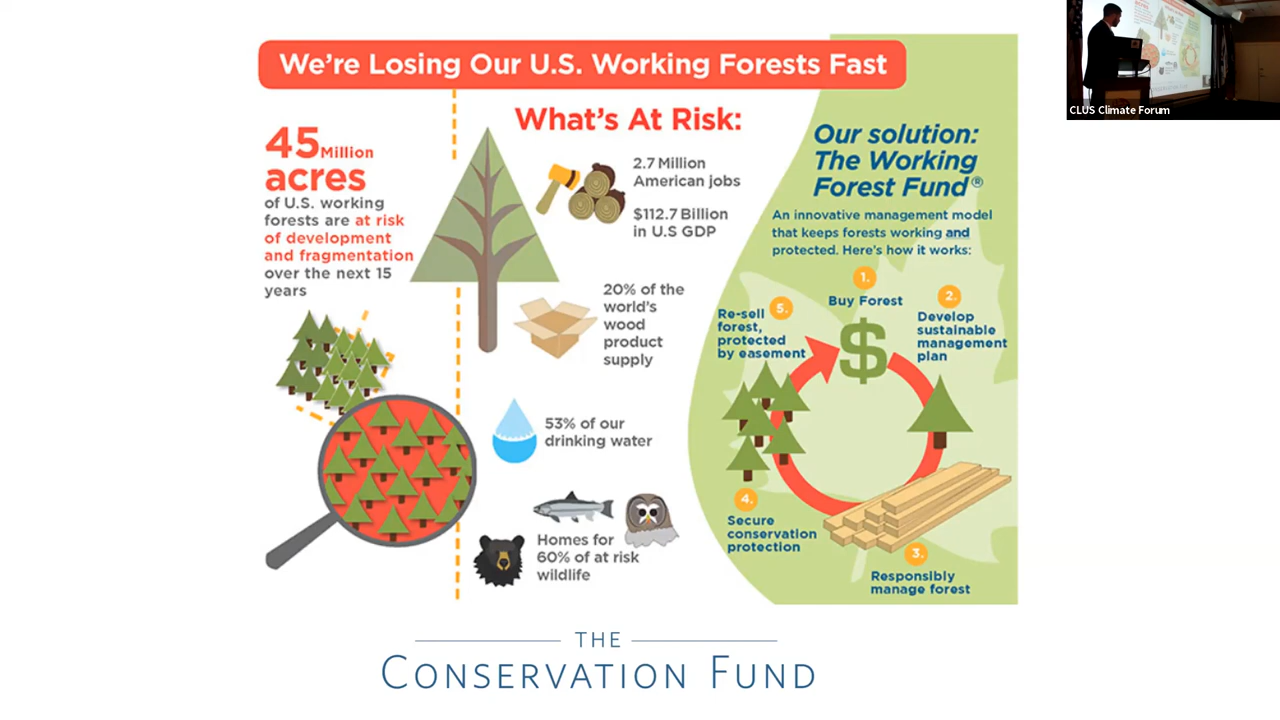 We're Losing Our U.S. Working Forests Fast
45 Million
acres
of U.S. working
forests are at risk
of development
and fragmentation
over the next 15
years
What's At Risk:
2.7 Million
American jobs
$112.7 Billion
in U.S GDP
20% of the
world's
wood
product
supply
53% of our
drinking water
Homes for
60% of at risk
wildlife
Our solution:
The Working
Forest Fund®
An innovative management model
that keeps forests working and
protected. Here's how it works:
1.
Buy Forest
$
2.
Develop
sustainable
management
plan
3.
Responsibly
manage forest
4.
Secure
conservation
protection
5.
Re-sell
forest,
protected
by easement
THE
CONSERVATION FUND
CLUS Climate Forum